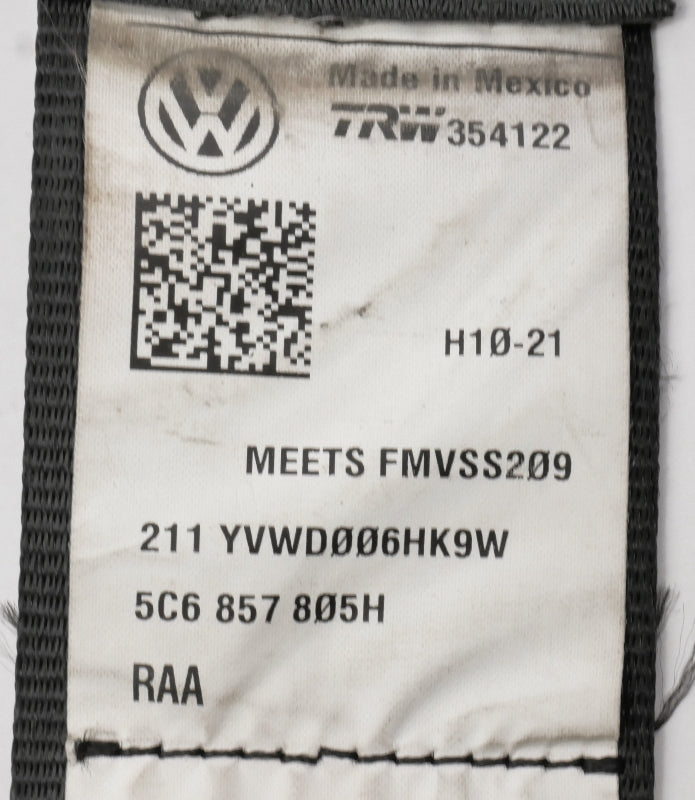 Made in Mexico
TRW 354122
H10-21
MEETS FMVSS209
211 YVWD006HK9W
5C6 857 805H
RAA